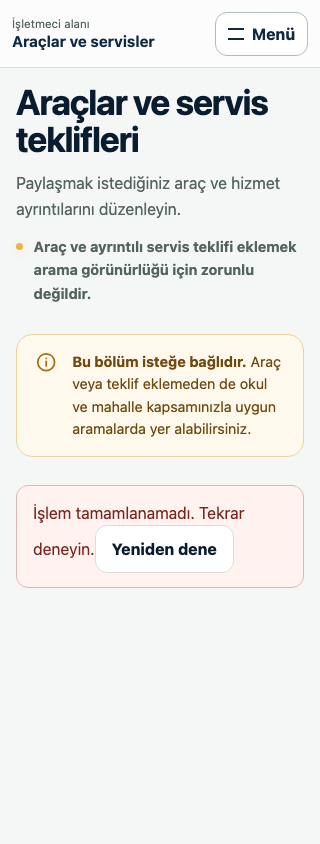 İşletmeci alanı
Araçlar ve servisler
Menü
Araçlar ve servis
teklifleri
Paylaşmak istediğiniz araç ve hizmet
ayrıntılarını düzenleyin.
Araç ve ayrıntılı servis teklifi eklemek
arama görünürlüğü için zorunlu
değildir.
Bu bölüm isteğe bağlıdır. Araç
veya teklif eklemeden de okul
ve mahalle kapsamınızla uygun
aramalarda yer alabilirsiniz.
İşlem tamamlanamadı. Tekrar
deneyin. Yeniden dene